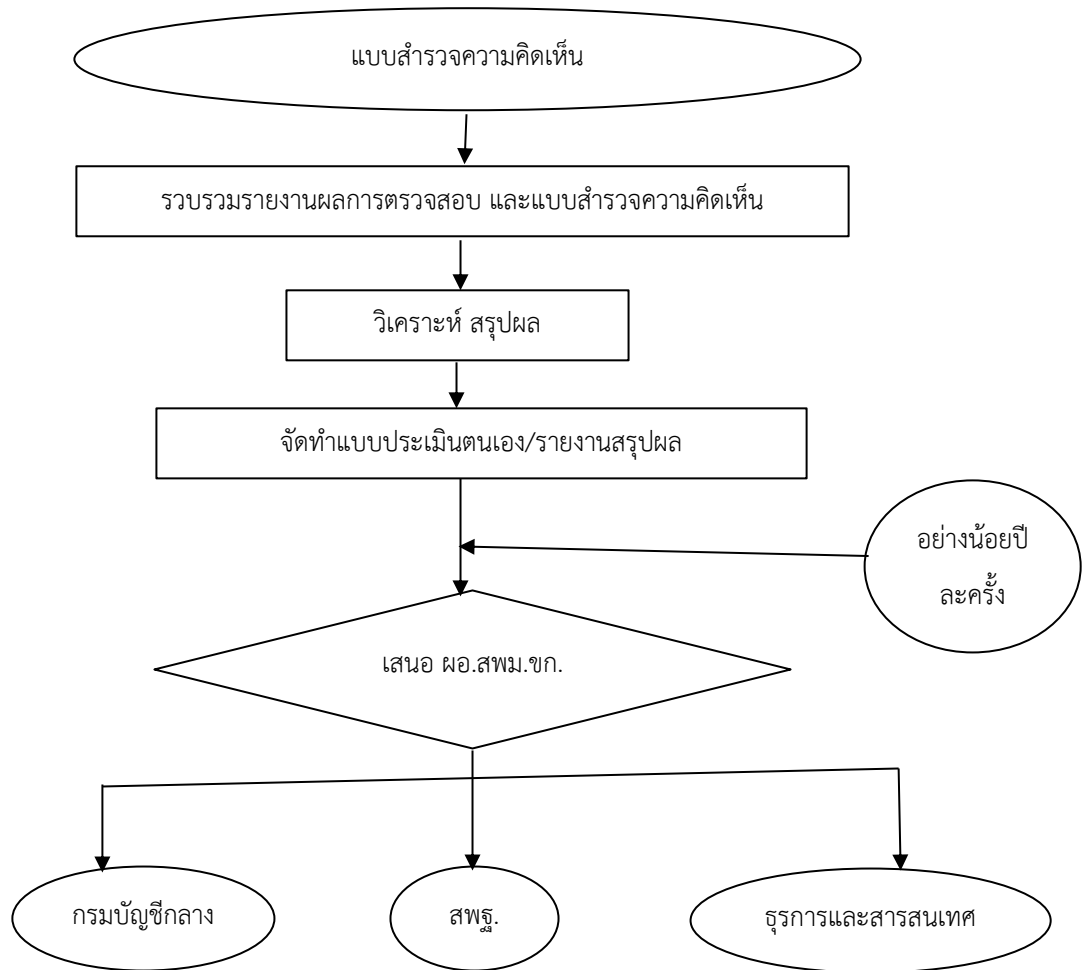 แบบสำรวจความคิดเห็น
รวบรวมรายงานผลการตรวจสอบ และแบบสำรวจความคิดเห็น
วิเคราะห์ สรุปผล
จัดทำแบบประเมินตนเอง/รายงานสรุปผล
อย่างน้อยปี
ละครั้ง
เสนอ ผอ.สพม.ขก.
กรมบัญชีกลาง
สพฐ.
ธุรการและสารสนเทศ